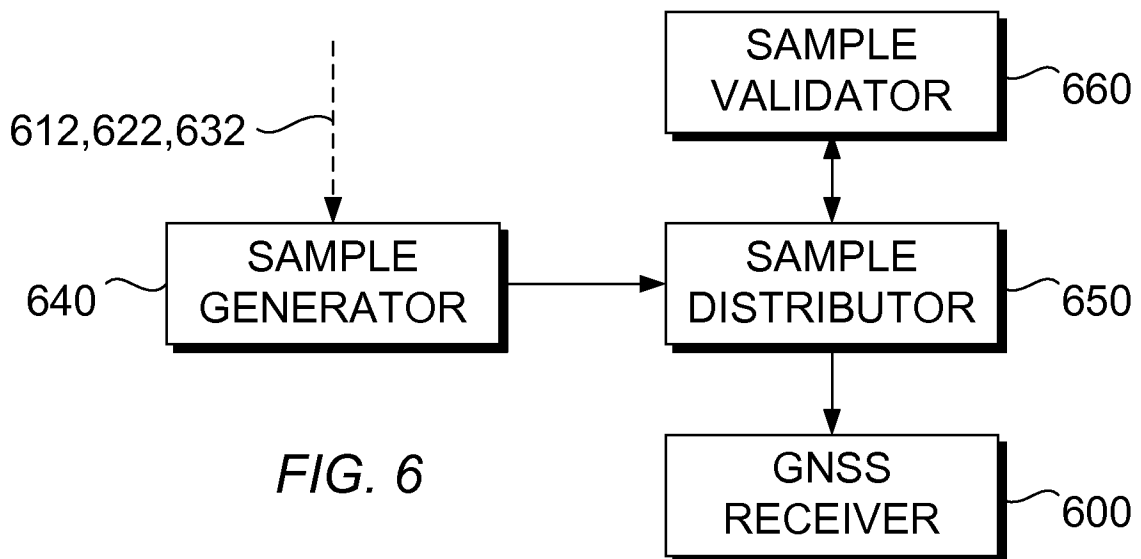 SAMPLE
VALIDATOR
660
612,622,632
SAMPLE
GENERATOR
640
SAMPLE
DISTRIBUTOR
650
FIG. 6
GNSS
RECEIVER
600